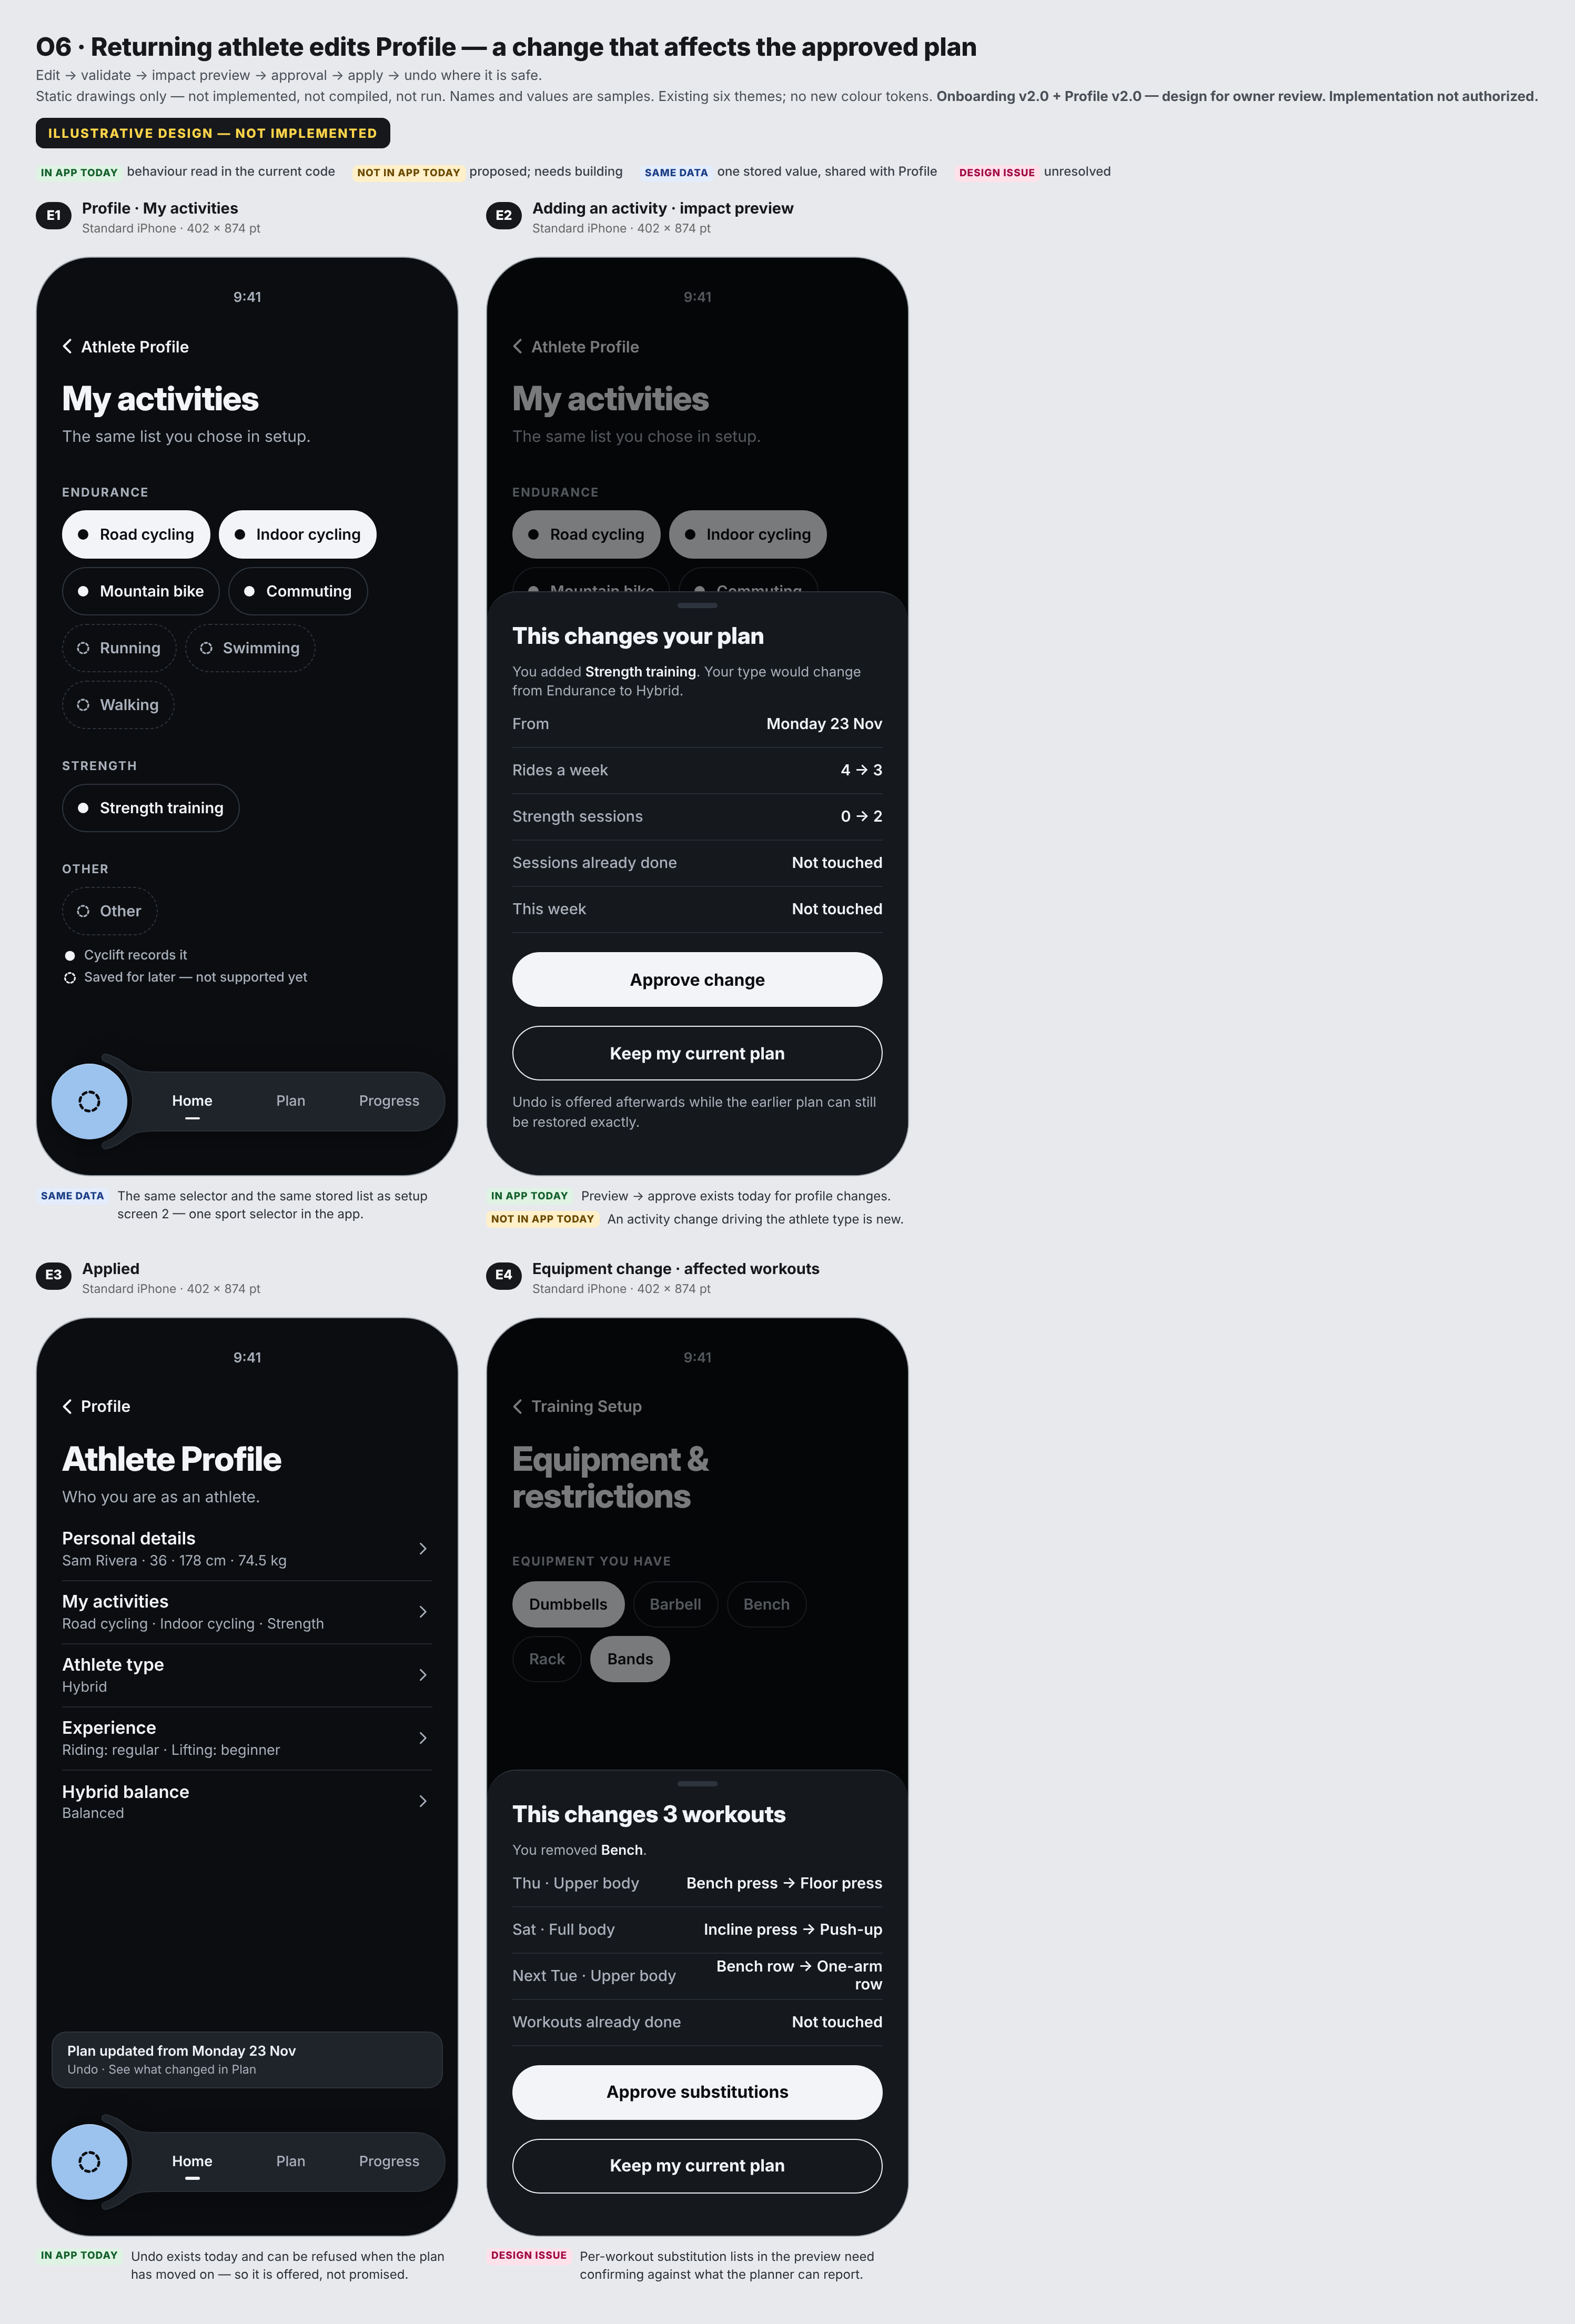 O6 · Returning athlete edits Profile — a change that affects the approved plan
Edit → validate → impact preview → approval → apply → undo where it is safe.
Static drawings only — not implemented, not compiled, not run. Names and values are samples. Existing six themes; no new colour tokens. Onboarding v2.0 + Profile v2.0 — design for owner review. Implementation not authorized.
ILLUSTRATIVE DESIGN — NOT IMPLEMENTED
IN APP TODAY behaviour read in the current code NOT IN APP TODAY proposed; needs building SAME DATA one stored value, shared with Profile DESIGN ISSUE unresolved
E1 Profile · My activities
Standard iPhone · 402 × 874 pt
9:41
Athlete Profile
My activities
The same list you chose in setup.
ENDURANCE
Road cycling Indoor cycling
Mountain bike Commuting
Running Swimming
Walking
STRENGTH
Strength training
OTHER
Other
Cyclift records it
Saved for later — not supported yet
Home Plan Progress
SAME DATA The same selector and the same stored list as setup
screen 2 — one sport selector in the app.
E2 Adding an activity · impact preview
Standard iPhone · 402 × 874 pt
9:41
Athlete Profile
My activities
The same list you chose in setup.
ENDURANCE
Road cycling Indoor cycling
Mountain bike Commuting
This changes your plan
You added Strength training. Your type would change
from Endurance to Hybrid.
From Monday 23 Nov
Rides a week 4 → 3
Strength sessions 0 → 2
Sessions already done Not touched
This week Not touched
Approve change
Keep my current plan
Undo is offered afterwards while the earlier plan can still
be restored exactly.
IN APP TODAY Preview → approve exists today for profile changes.
NOT IN APP TODAY An activity change driving the athlete type is new.
E3 Applied
Standard iPhone · 402 × 874 pt
9:41
Profile
Athlete Profile
Who you are as an athlete.
Personal details
Sam Rivera · 36 · 178 cm · 74.5 kg
My activities
Road cycling · Indoor cycling · Strength
Athlete type
Hybrid
Experience
Riding: regular · Lifting: beginner
Hybrid balance
Balanced
Plan updated from Monday 23 Nov
Undo · See what changed in Plan
Home Plan Progress
IN APP TODAY Undo exists today and can be refused when the plan
has moved on — so it is offered, not promised.
E4 Equipment change · affected workouts
Standard iPhone · 402 × 874 pt
9:41
Training Setup
Equipment &
restrictions
EQUIPMENT YOU HAVE
Dumbbells Barbell Bench
Rack Bands
This changes 3 workouts
You removed Bench.
Thu · Upper body Bench press → Floor press
Sat · Full body Incline press → Push-up
Next Tue · Upper body Bench row → One-arm
row
Workouts already done Not touched
Approve substitutions
Keep my current plan
DESIGN ISSUE Per-workout substitution lists in the preview need
confirming against what the planner can report.